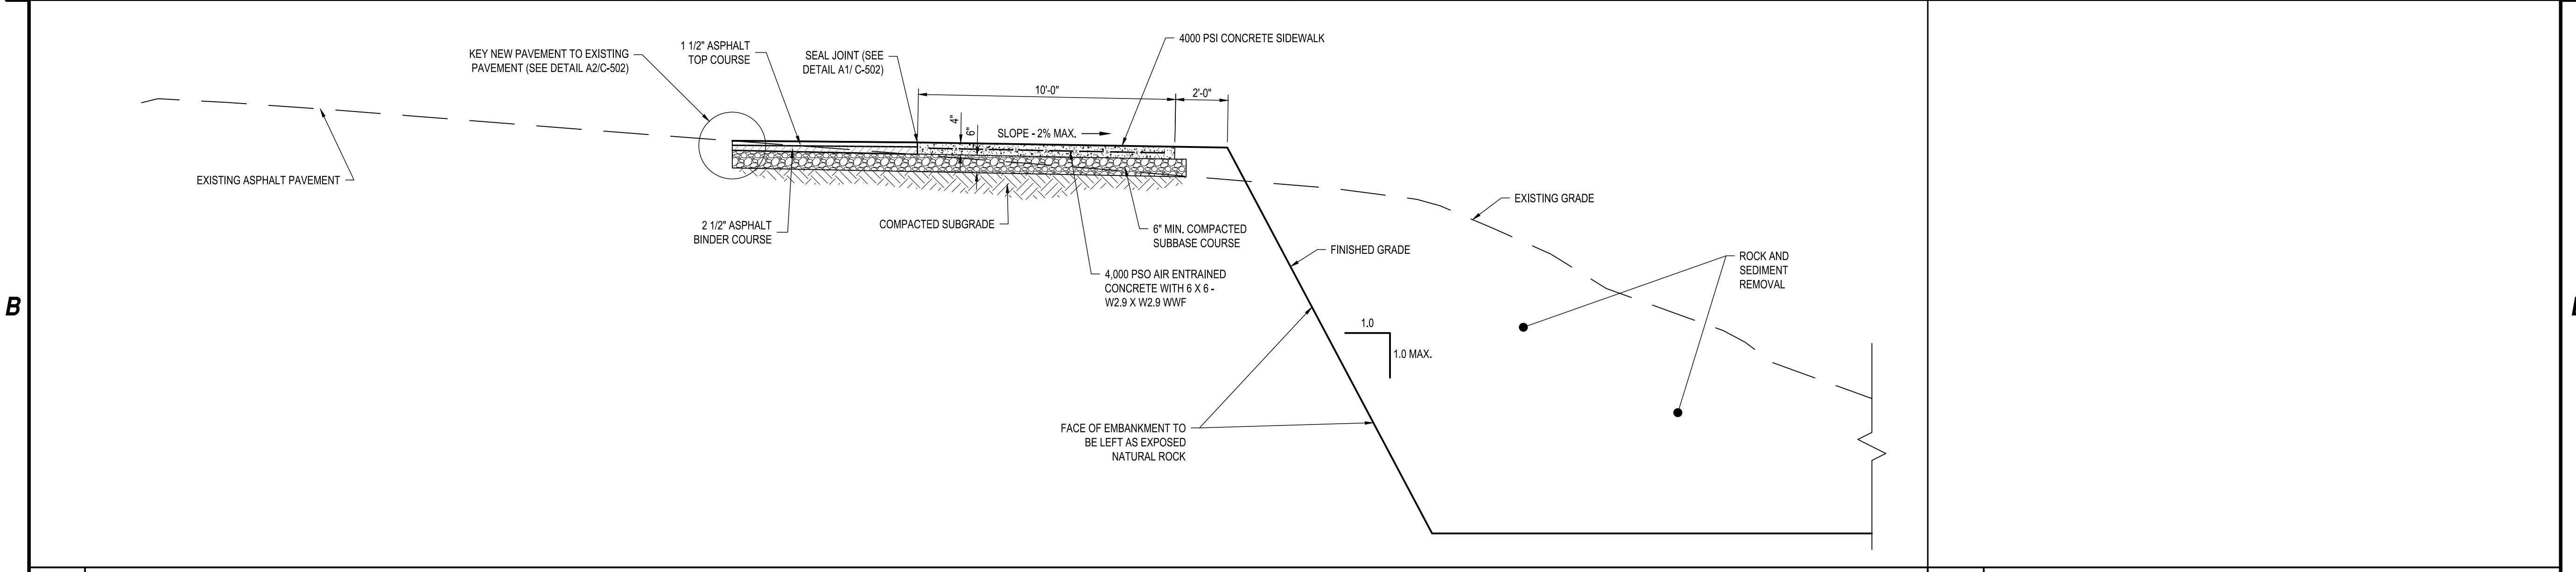 KEY NEW PAVEMENT TO EXISTING
PAVEMENT (SEE DETAIL A2/C-502)
1 1/2" ASPHALT
TOP COURSE
SEAL JOINT (SEE
DETAIL A1/ C-502)
4000 PSI CONCRETE SIDEWALK
10'-0"
2'-0"
4"
6"
SLOPE - 2% MAX.
EXISTING ASPHALT PAVEMENT
2 1/2" ASPHALT
BINDER COURSE
COMPACTED SUBGRADE
6" MIN. COMPACTED
SUBBASE COURSE
4,000 PSO AIR ENTRAINED
CONCRETE WITH 6 X 6 -
W2.9 X W2.9 WWF
EXISTING GRADE
FINISHED GRADE
ROCK AND
SEDIMENT
REMOVAL
1.0
1.0 MAX.
FACE OF EMBANKMENT TO
BE LEFT AS EXPOSED
NATURAL ROCK
B